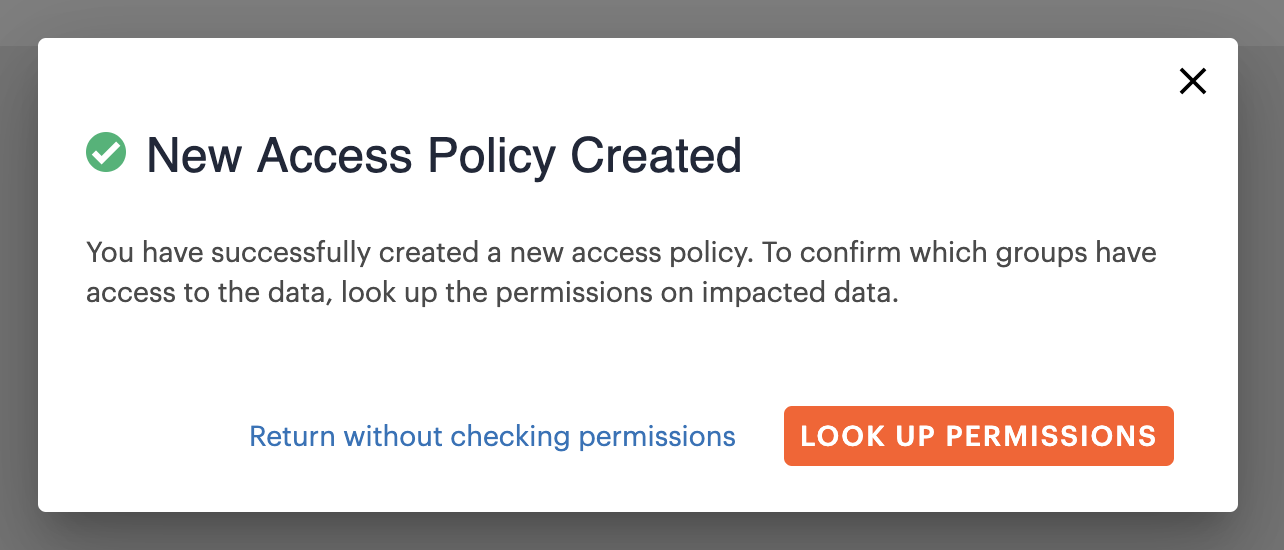 New Access Policy Created
You have successfully created a new access policy. To confirm which groups have
access to the data, look up the permissions on impacted data.
Return without checking permissions
LOOK UP PERMISSIONS